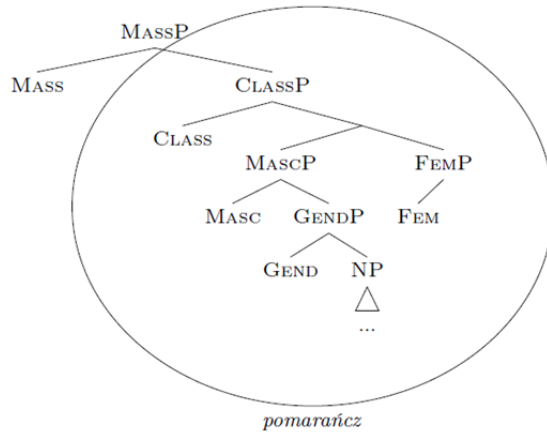 MASSP
MASS
CLASSP
CLASS
MASCP
FEMP
MASC
GENDP
FEM
GEND
NP
...
pomarańcz